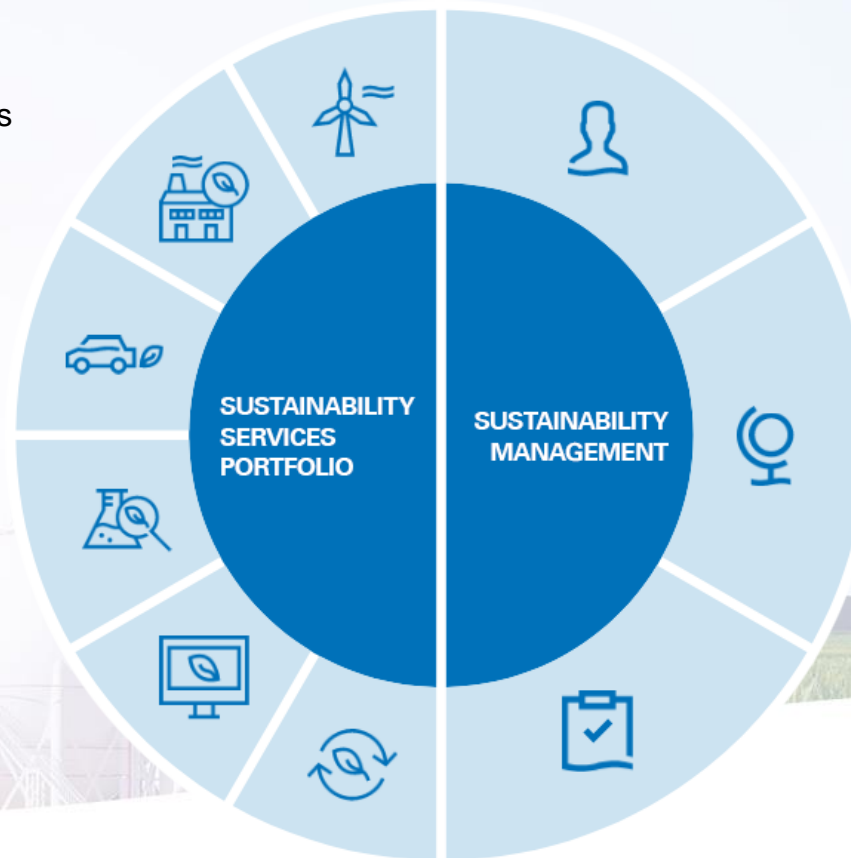 s
SUSTAINABILITY
SERVICES
PORTFOLIO
SUSTAINABILITY
MANAGEMENT